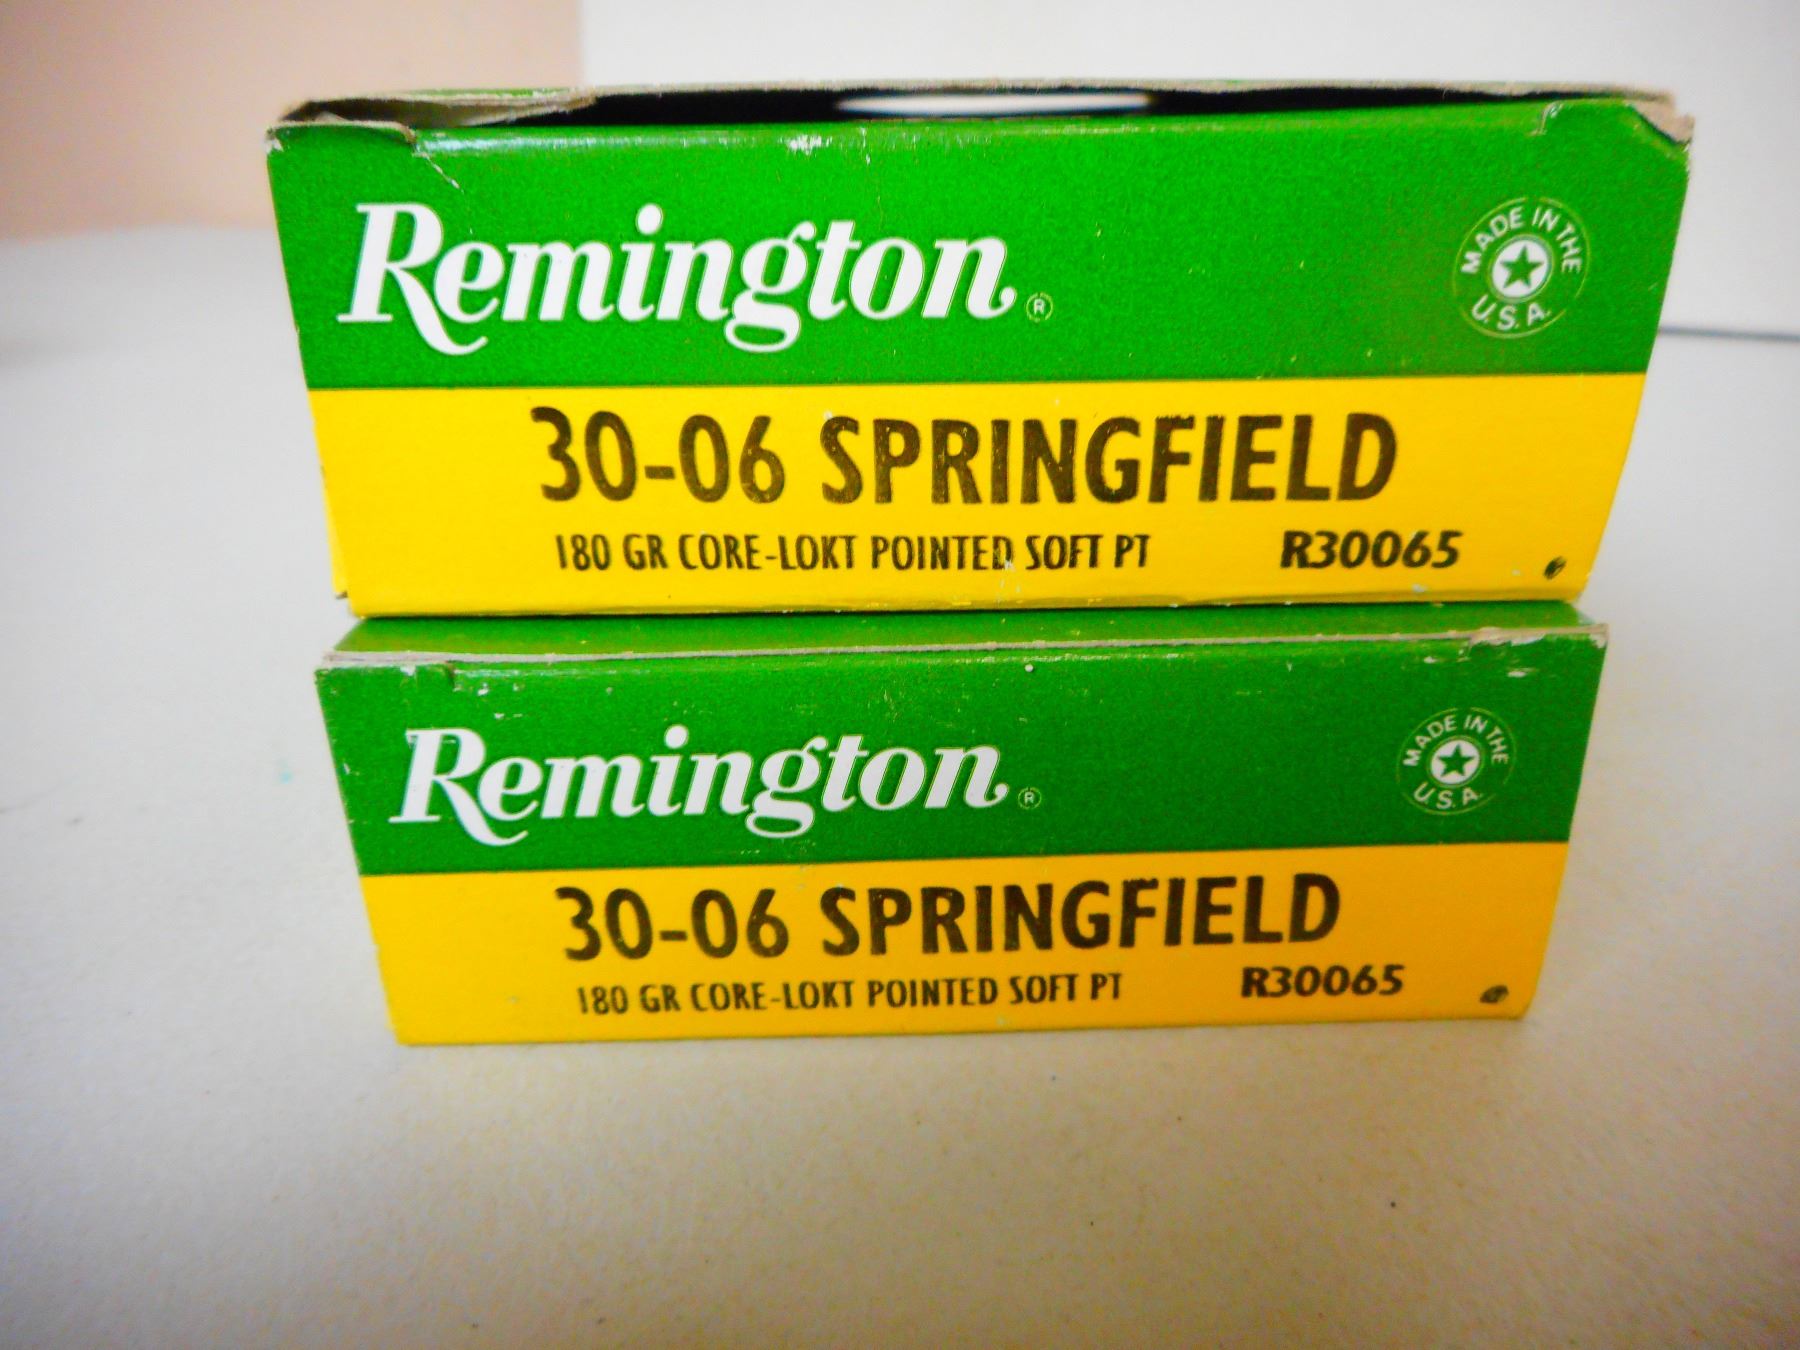 Remington®
MADE IN THE U.S.A.
30-06 SPRINGFIELD
180 GR CORE-LOKT POINTED SOFT PT R30065
Remington®
MADE IN THE U.S.A.
30-06 SPRINGFIELD
180 GR CORE-LOKT POINTED SOFT PT R30065